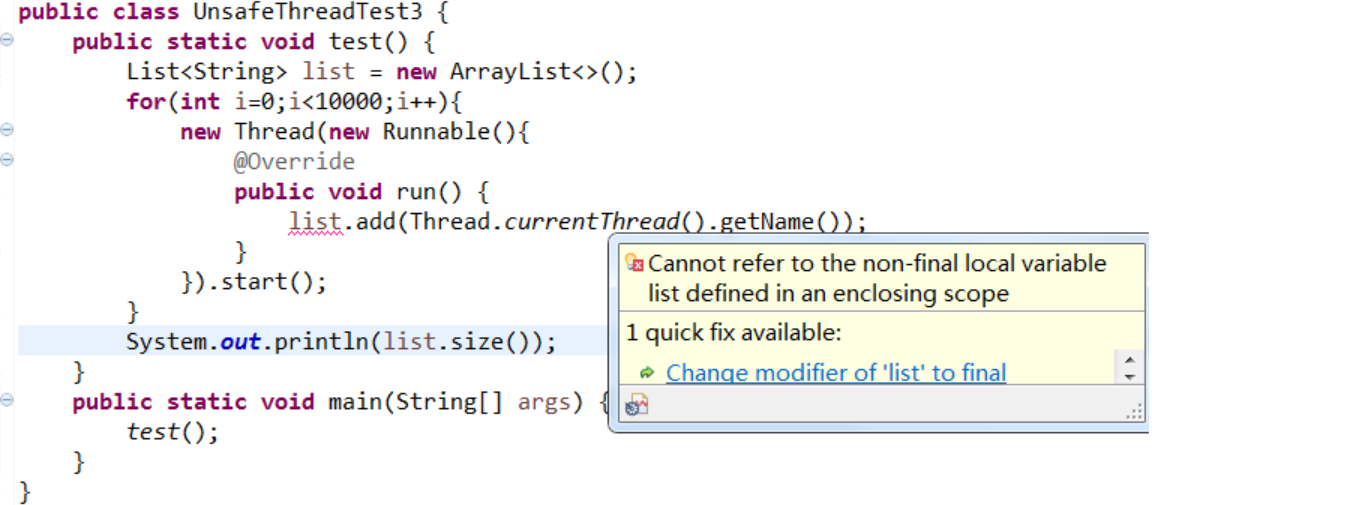 public class UnsafeThreadTest3 {
public static void test() {
List<String> list = new ArrayList<>();
for(int i=0;i<10000;i++){
new Thread(new Runnable(){
@Override
public void run() {
list.add(Thread.currentThread().getName());
}
}).start();
}
System.out.println(list.size());
}
public static void main(String[] args) {
test();
}
}
Cannot refer to the non-final local variable
list defined in an enclosing scope
1 quick fix available:
Change modifier of 'list' to final